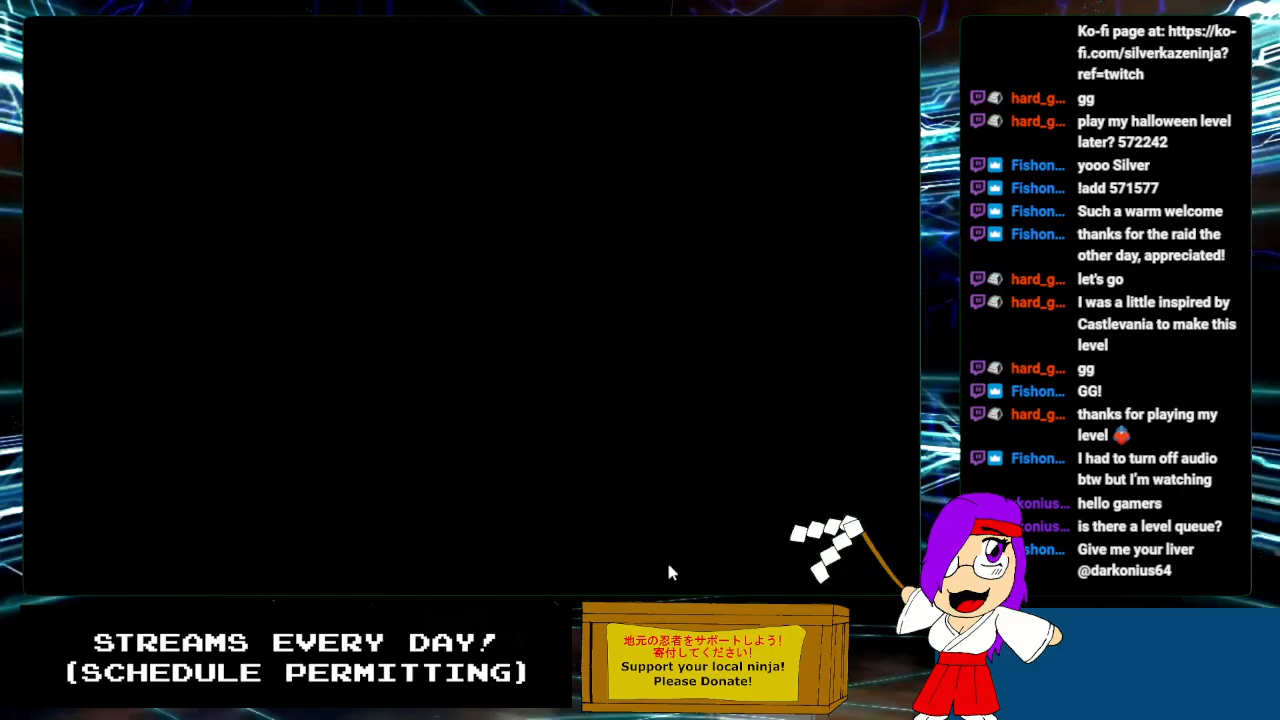 Ko-fi page at: https://ko-
fi.com/silverkazeninja?
ref=twitch
hard_g... gg
hard_g... play my halloween level
later? 572242
Fishon... yooo Silver
Fishon... !add 571577
Fishon... Such a warm welcome
Fishon... thanks for the raid the
other day, appreciated!
hard_g... let's go
hard_g... I was a little inspired by
Castlevania to make this
level
hard_g... gg
Fishon... GG!
hard_g... thanks for playing my
level
Fishon... I had to turn off audio
btw but I'm watching
konius... hello gamers
onius... is there a level queue?
shon... Give me your liver
@darkonius64
STREAMS EVERY DAY!
(SCHEDULE PERMITTING)
地元の忍者をサポートしよう!
寄付してください!
Support your local ninja!
Please Donate!